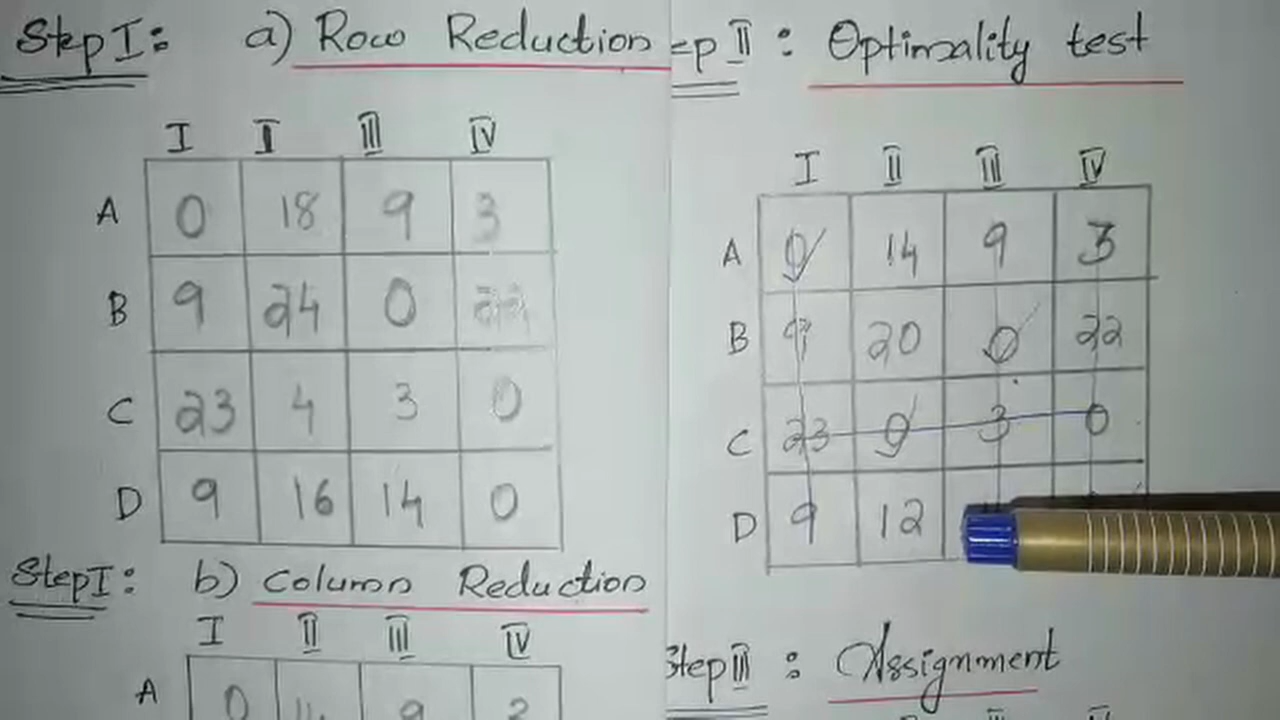 Step I: a) Row Reduction
I II III IV
A 0 18 9 3
B 9 24 0
C 23 4 3 0
D 9 16 14 0
Step I: b) Column Reduction
I II III IV
A 0 9
ep II : Optimality test
I II III IV
A 0 14 9 3
B 9 20 0 22
C 23 0 3 0
D 9 12
Step III : Assignment